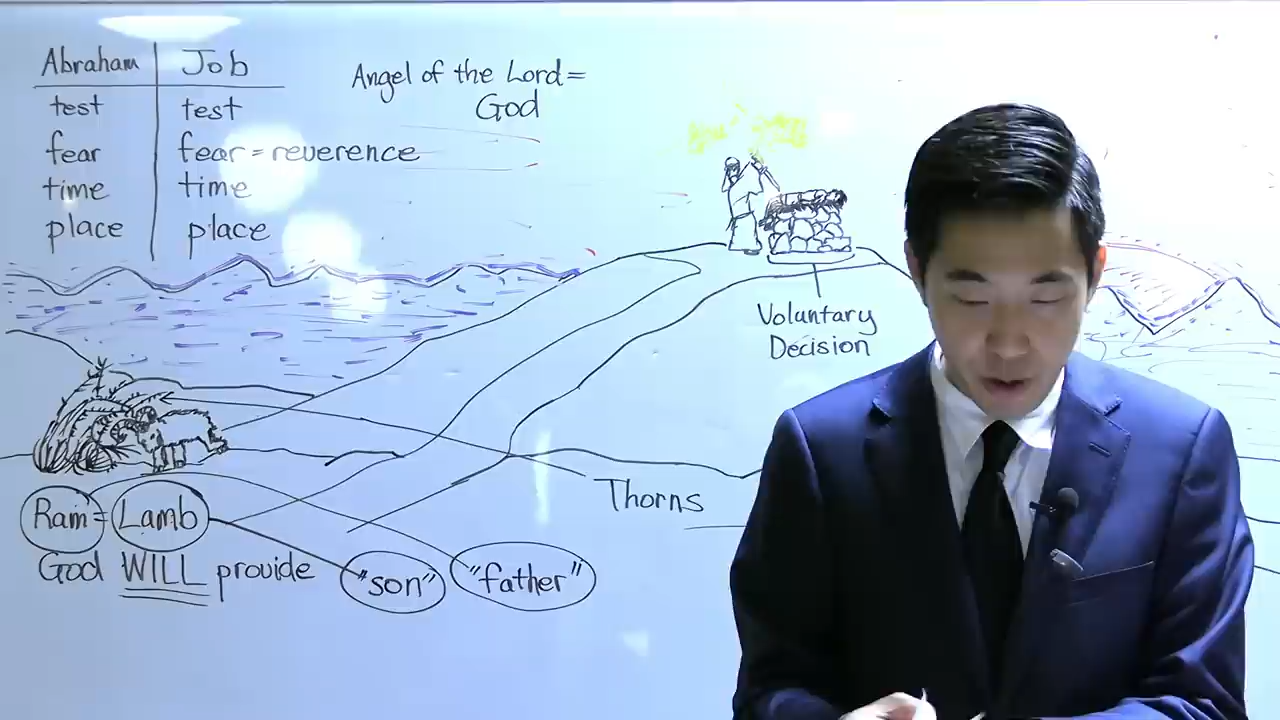 Abraham Job
test test
fear fear = reverence
time time
place place
Angel of the Lord =
God
Voluntary
Decision
Thorns
Ram = Lamb
God WILL provide
"son" "father"